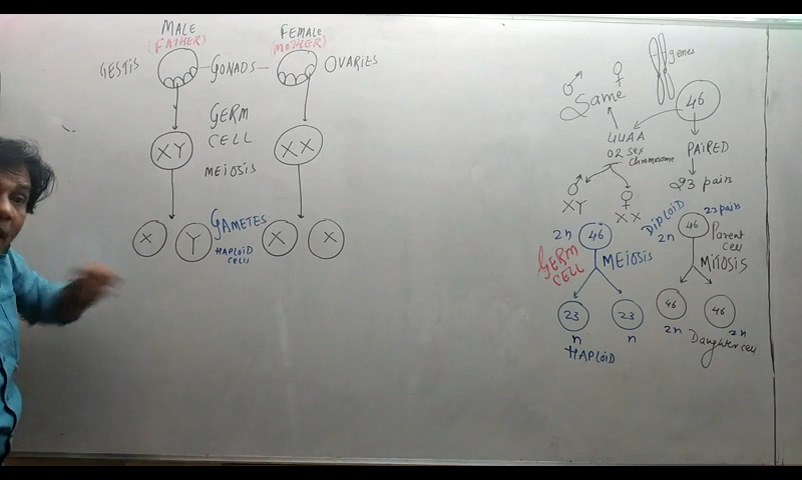 MALE
(FATHER)
FEMALE
(MOTHER)
GESTIS
GONADS
OVARIES
GERM
CELL
XY
XX
MEIOSIS
GAMETES
HAPLOID
CELLS
X
Y
X
X
genes
♂
♀
Same
46
44AA
02 sex
chromosome
PAIRED
23 pairs
♂
XY
♀
XX
2n
46
GERM
CELL
MEIOSIS
23
23
n
n
HAPLOID
DIPLOID
2n
46
23 pairs
Parent
cell
MITOSIS
46
46
2n
2n
Daughter cell